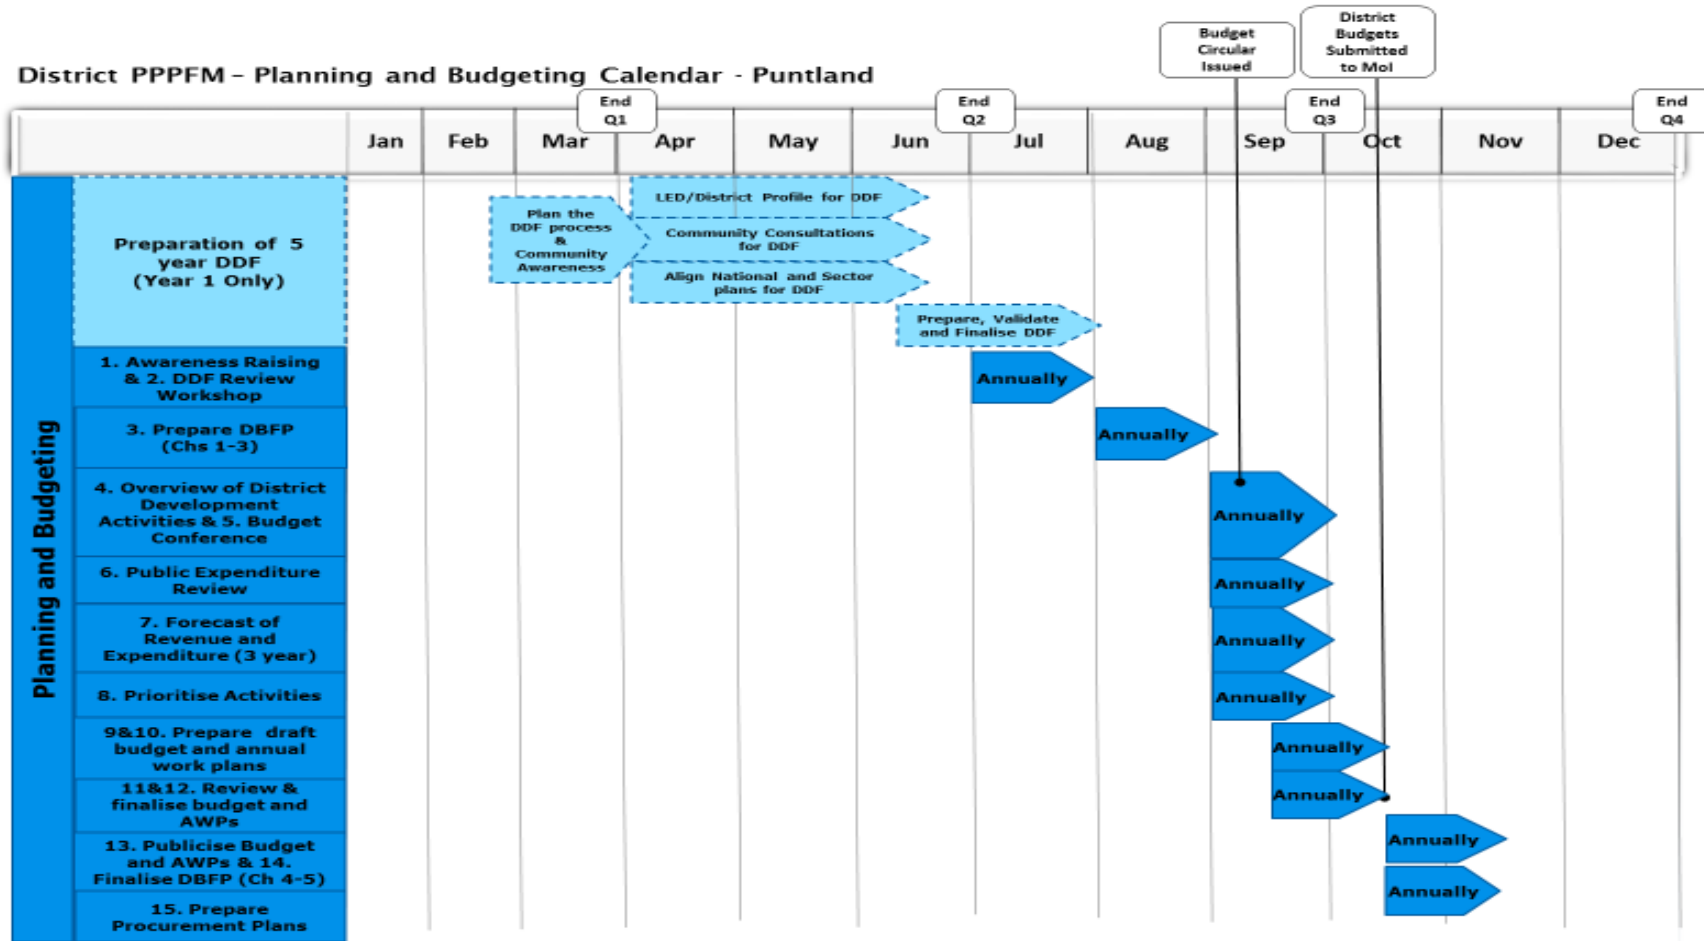 Budget
Circular
Issued
District
Budgets
Submitted
to MoI
District PPPFM – Planning and Budgeting Calendar - Puntland
End
Q1
End
Q2
End
Q3
End
Q4
Jan Feb Mar Apr May Jun Jul Aug Sep Oct Nov Dec
Planning and Budgeting
Preparation of 5
year DDF
(Year 1 Only)
Plan the
DDF process
&
Community
Awareness
LED/District Profile for DDF
Community Consultations
for DDF
Align National and Sector
plans for DDF
Prepare, Validate
and Finalise DDF
1. Awareness Raising
& 2. DDF Review
Workshop
Annually
3. Prepare DBFP
(Chs 1-3)
Annually
4. Overview of District
Development
Activities & 5. Budget
Conference
Annually
6. Public Expenditure
Review
Annually
7. Forecast of
Revenue and
Expenditure (3 year)
Annually
8. Prioritise Activities
Annually
9&10. Prepare draft
budget and annual
work plans
Annually
11&12. Review &
finalise budget and
AWPs
Annually
13. Publicise Budget
and AWPs & 14.
Finalise DBFP (Ch 4-5)
Annually
15. Prepare
Procurement Plans
Annually